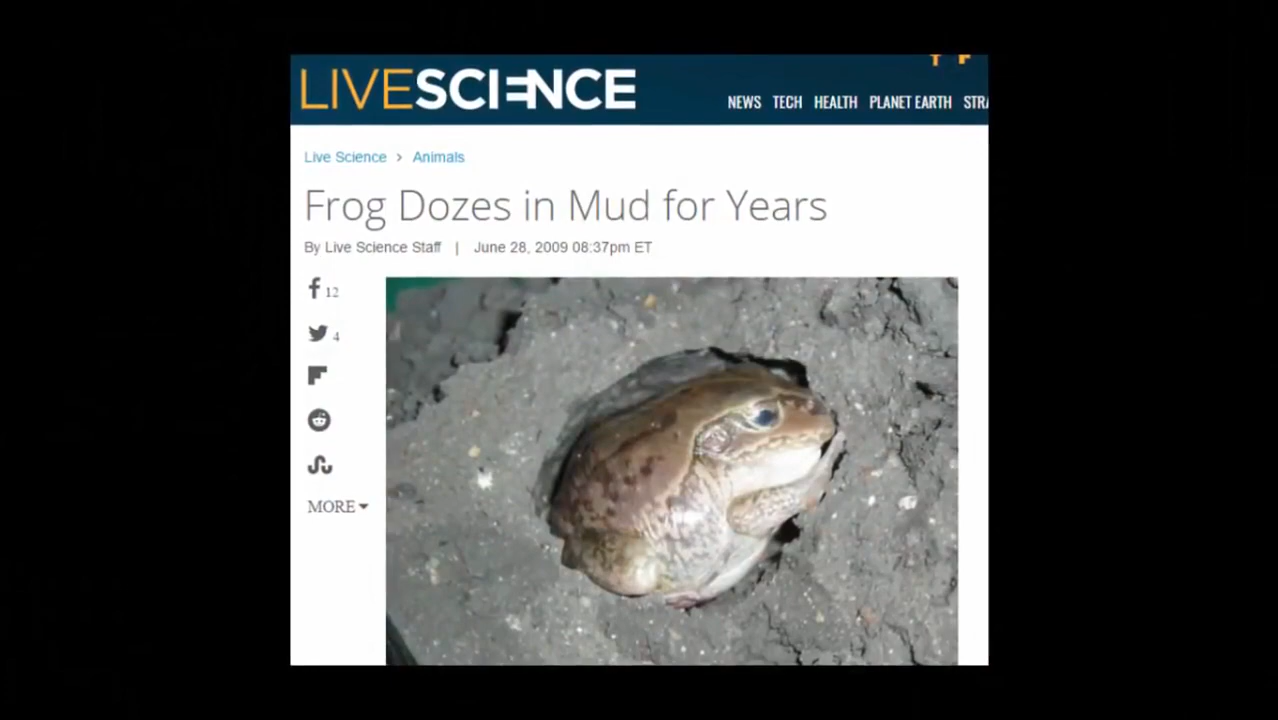 LIVESCIENCE
NEWS TECH HEALTH PLANET EARTH STRA
Live Science > Animals
Frog Dozes in Mud for Years
By Live Science Staff | June 28, 2009 08:37pm ET
12
4
MORE